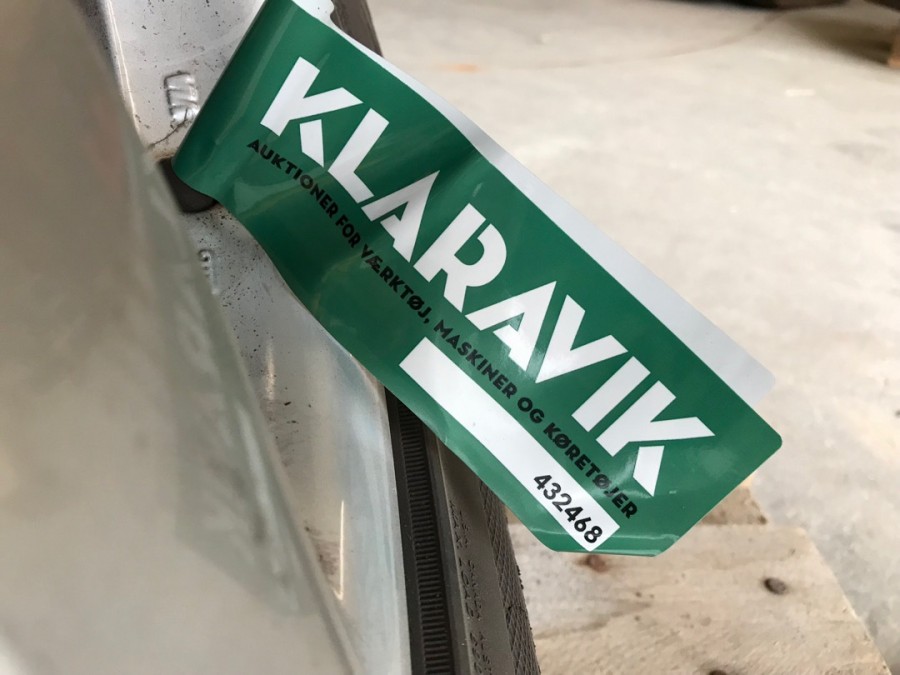 KLARAVIK
AUKTIONER FOR VÆRKTØJ, MASKINER OG KØRETØJER
432468